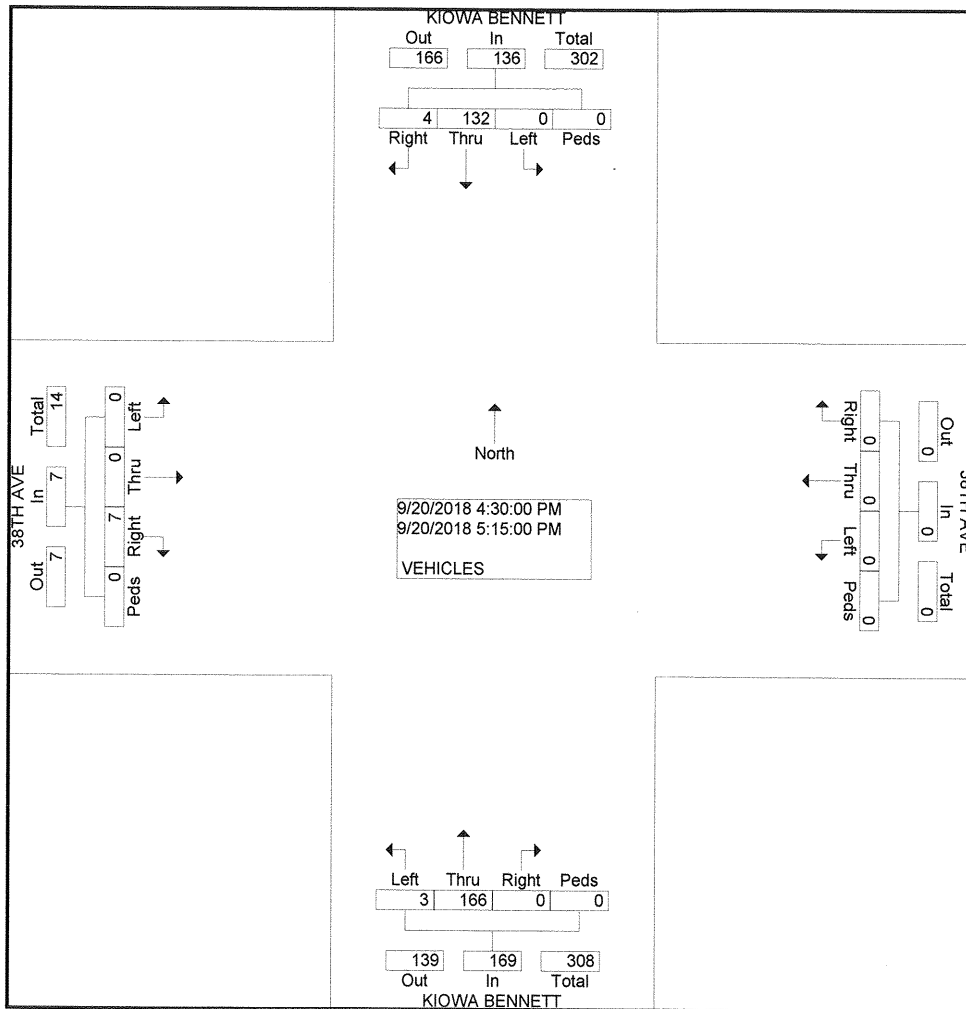 KIOWA BENNETT
Out In Total
166 136 302
4 132 0 0
Right Thru Left Peds
38TH AVE
Total In Out
14 7 7
0 0 7 0
Left Thru Right Peds
North
9/20/2018 4:30:00 PM
9/20/2018 5:15:00 PM
VEHICLES
Right Thru Left Peds
0 0 0 0
Out In Total
0 0 0
38TH AVE
Left Thru Right Peds
3 166 0 0
139 169 308
Out In Total
KIOWA BENNETT